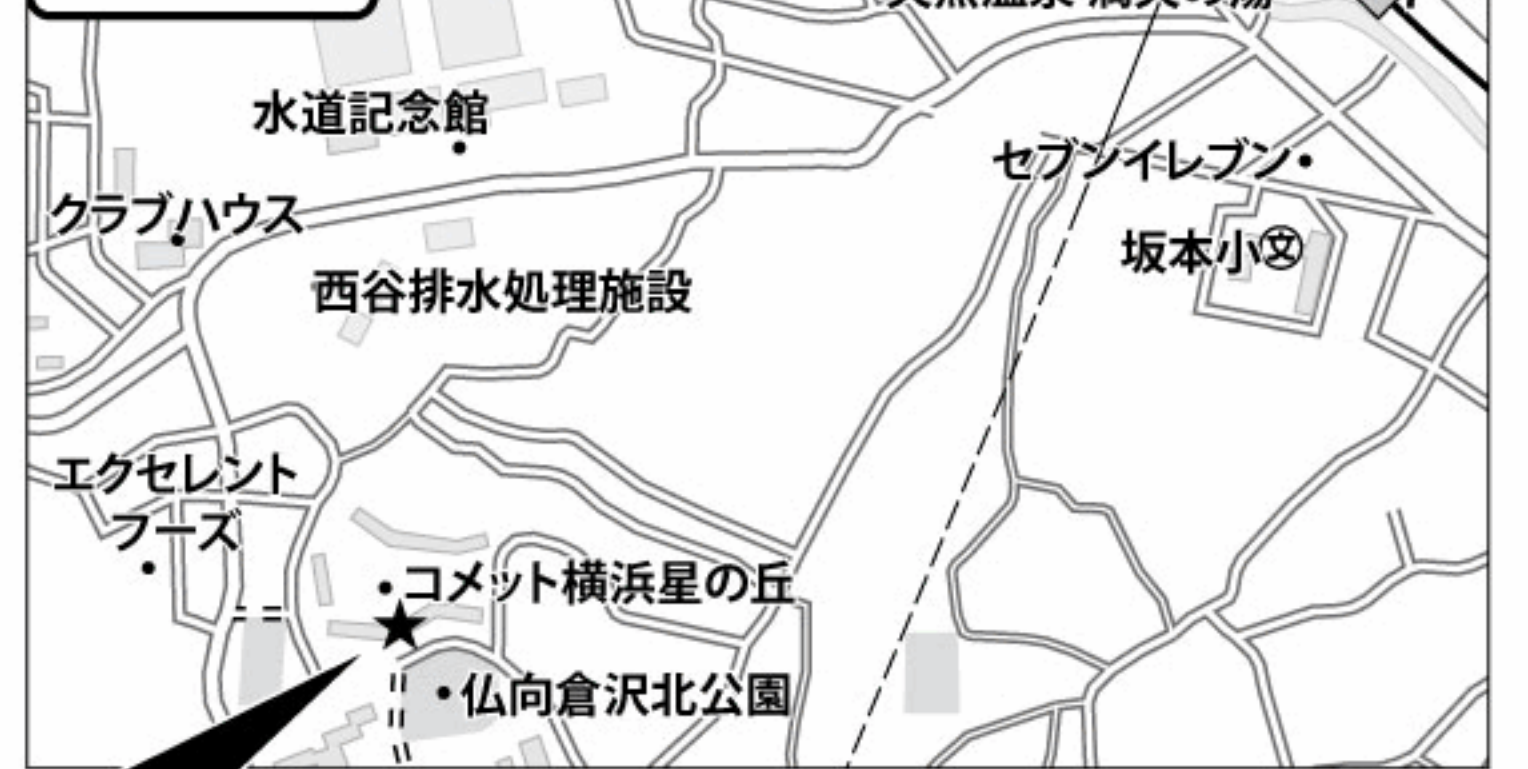 水道記念館
セブンイレブン
クラブハウス
坂本小文
西谷排水処理施設
エクセレント
フーズ
コメット横浜星の丘
仏向倉沢北公園